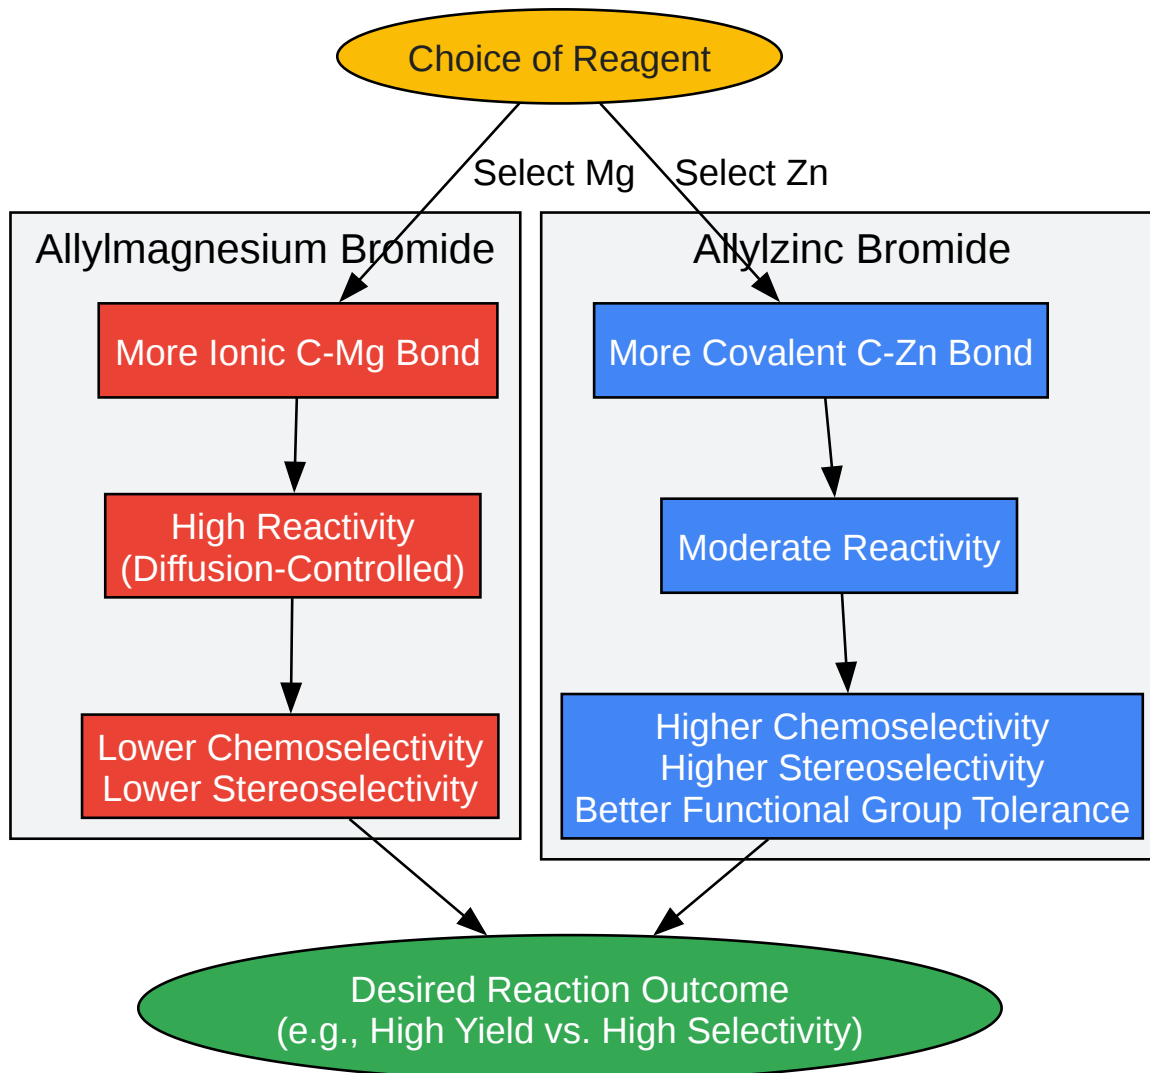 Choice of Reagent
Select Mg
Select Zn
Allylmagnesium Bromide
More Ionic C-Mg Bond
High Reactivity
(Diffusion-Controlled)
Lower Chemoselectivity
Lower Stereoselectivity
Allylzinc Bromide
More Covalent C-Zn Bond
Moderate Reactivity
Higher Chemoselectivity
Higher Stereoselectivity
Better Functional Group Tolerance
Desired Reaction Outcome
(e.g., High Yield vs. High Selectivity)